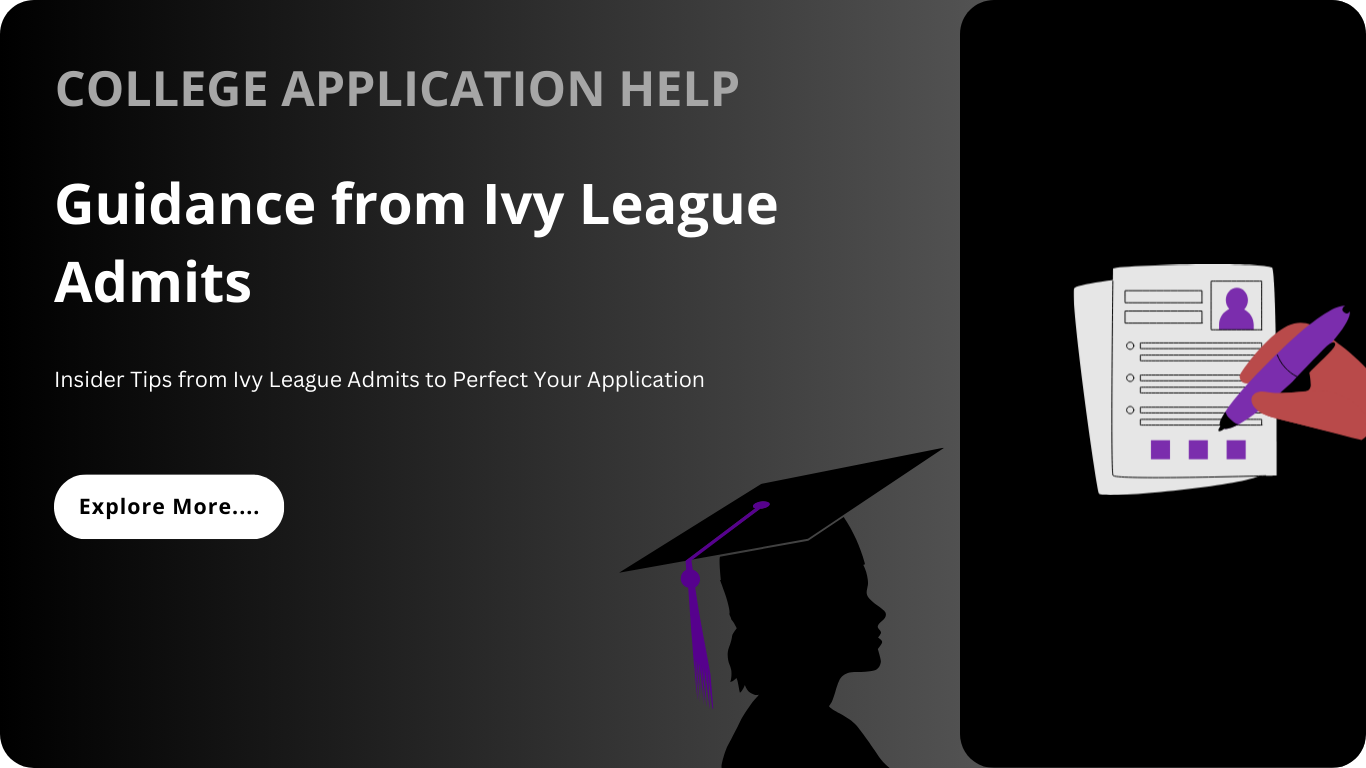 COLLEGE APPLICATION HELP
Guidance from Ivy League
Admits
Insider Tips from Ivy League Admits to Perfect Your Application
Explore More....